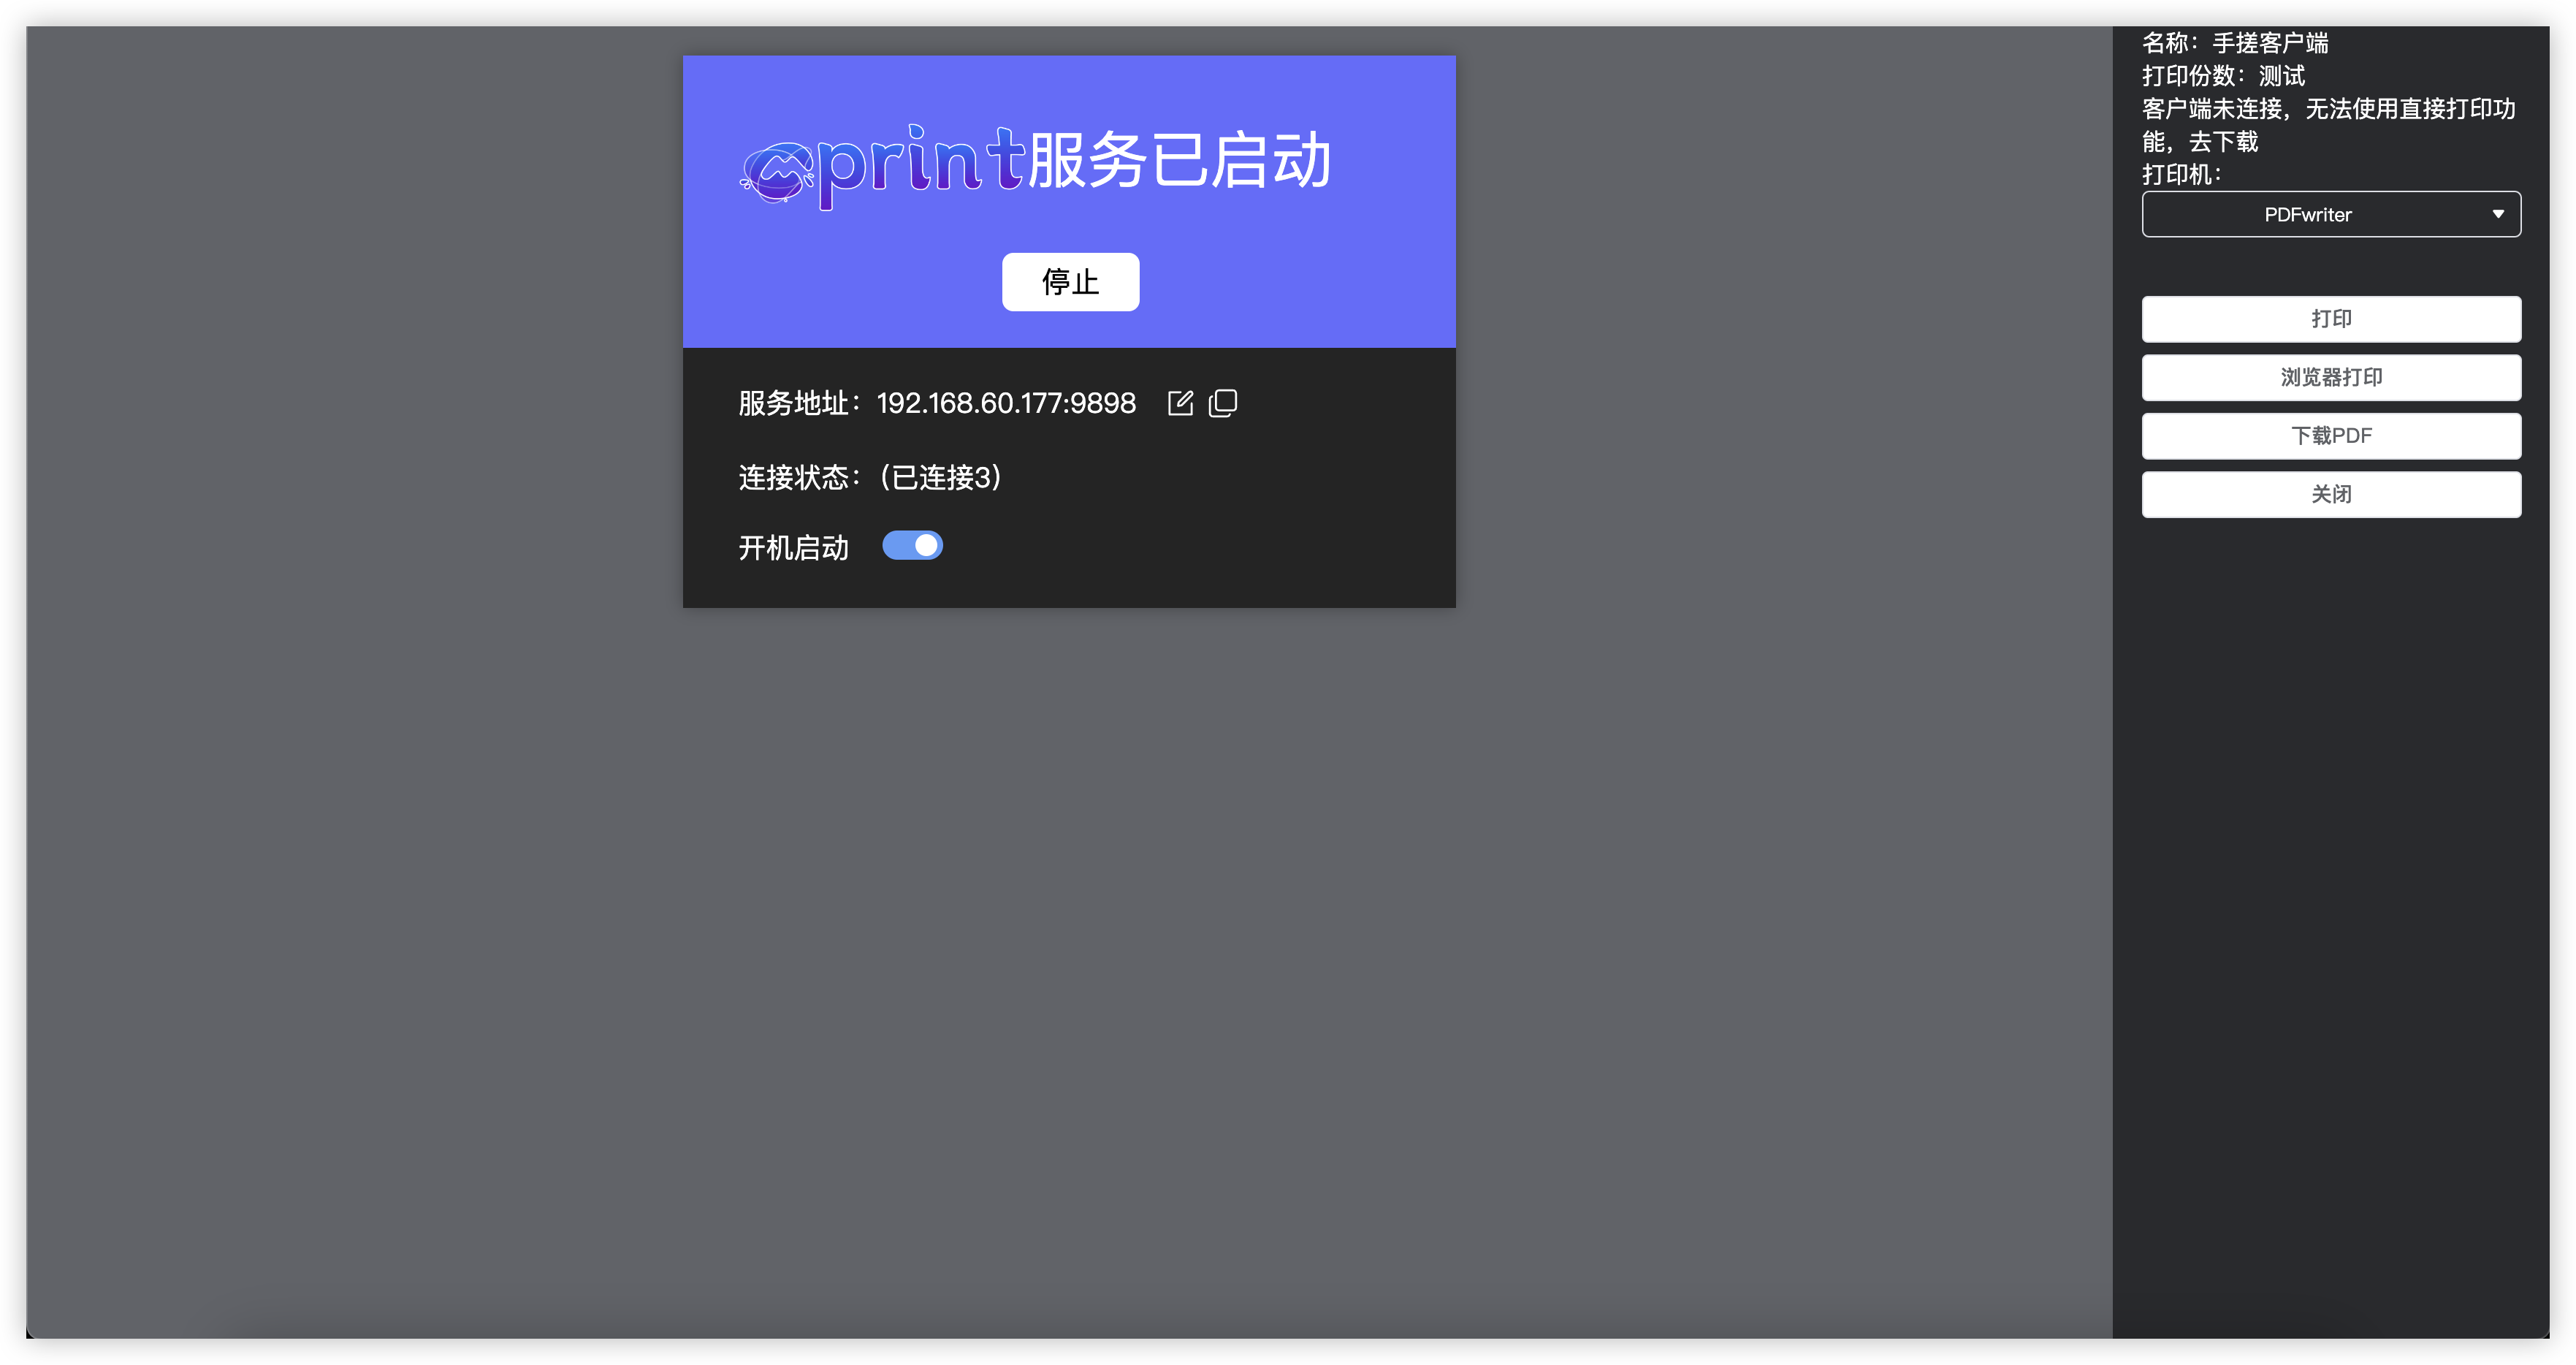 print服务已启动
停止
服务地址：192.168.60.177:9898
连接状态：（已连接3）
开机启动
名称：手搓客户端
打印份数：测试
客户端未连接，无法使用直接打印功
能，去下载
打印机：
PDFwriter
打印
浏览器打印
下载PDF
关闭